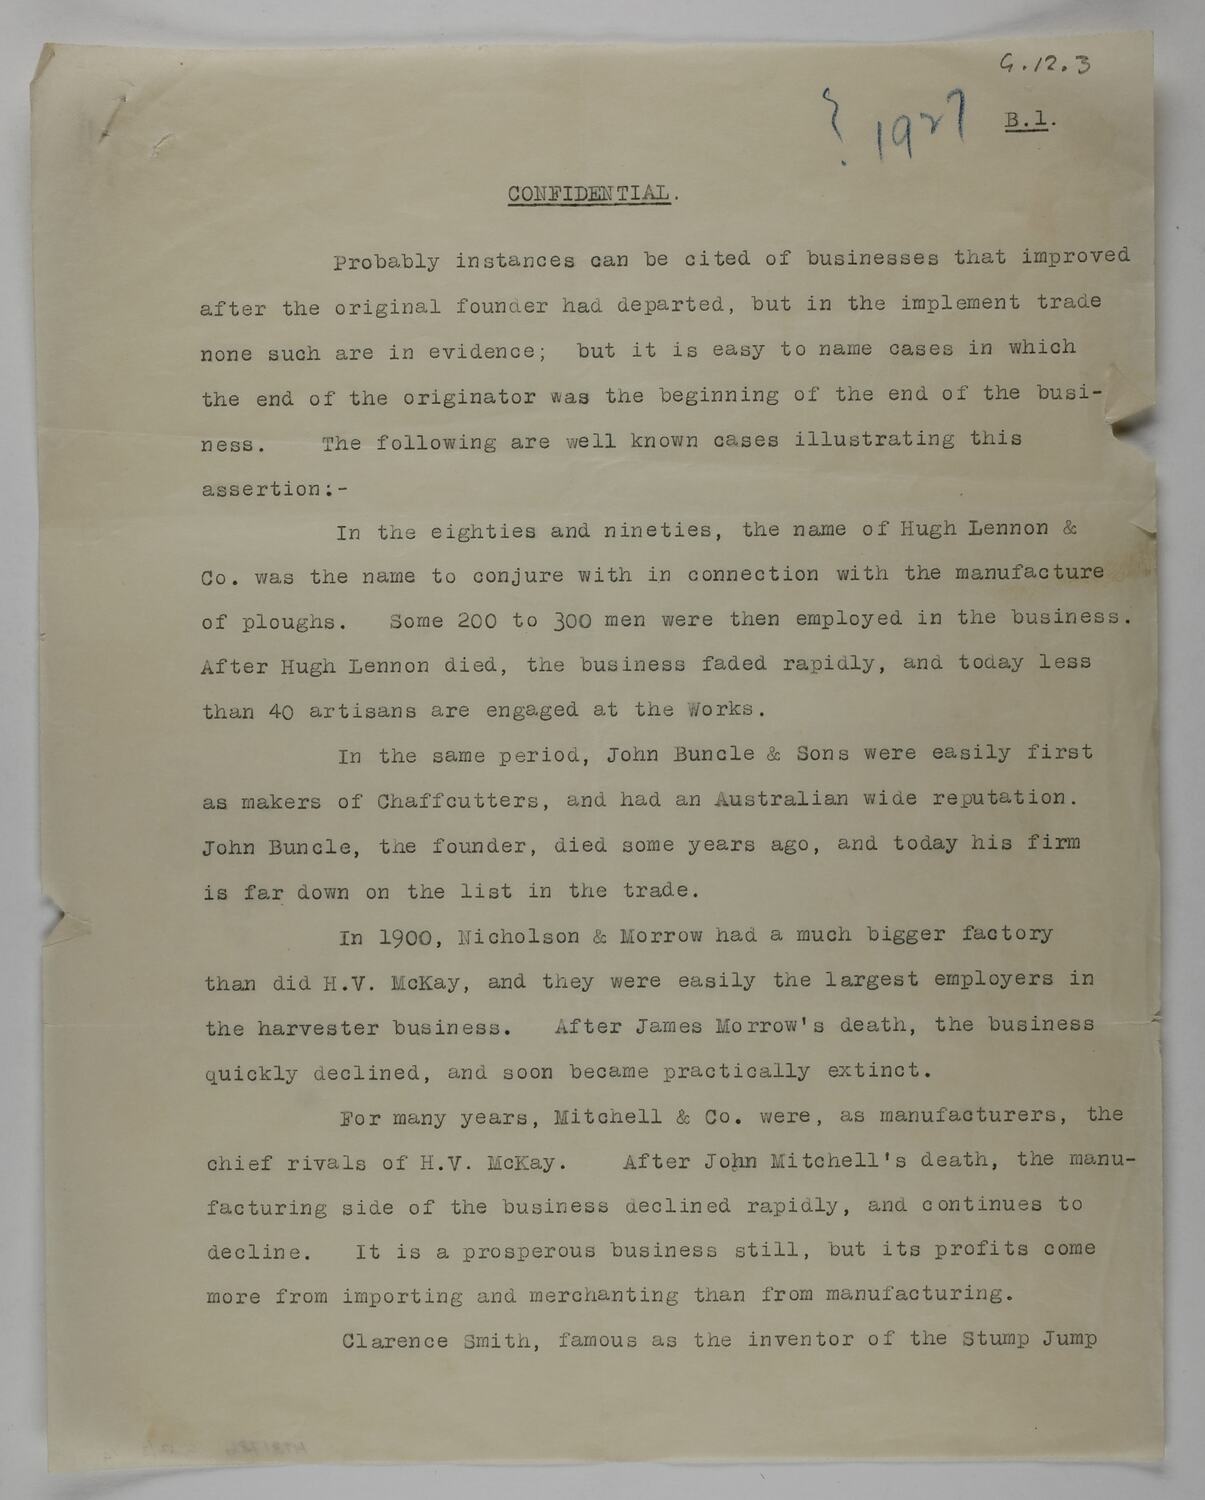 G.12.3
? 1927
B.1.
CONFIDENTIAL.
Probably instances can be cited of businesses that improved
after the original founder had departed, but in the implement trade
none such are in evidence; but it is easy to name cases in which
the end of the originator was the beginning of the end of the busi-
ness. The following are well known cases illustrating this
assertion:-
In the eighties and nineties, the name of Hugh Lennon &
Co. was the name to conjure with in connection with the manufacture
of ploughs. Some 200 to 300 men were then employed in the business.
After Hugh Lennon died, the business faded rapidly, and today less
than 40 artisans are engaged at the Works.
In the same period, John Buncle & Sons were easily first
as makers of Chaffcutters, and had an Australian wide reputation.
John Buncle, the founder, died some years ago, and today his firm
is far down on the list in the trade.
In 1900, Nicholson & Morrow had a much bigger factory
than did H.V. McKay, and they were easily the largest employers in
the harvester business. After James Morrow's death, the business
quickly declined, and soon became practically extinct.
For many years, Mitchell & Co. were, as manufacturers, the
chief rivals of H.V. McKay. After John Mitchell's death, the manu-
facturing side of the business declined rapidly, and continues to
decline. It is a prosperous business still, but its profits come
more from importing and merchanting than from manufacturing.
Clarence Smith, famous as the inventor of the Stump Jump